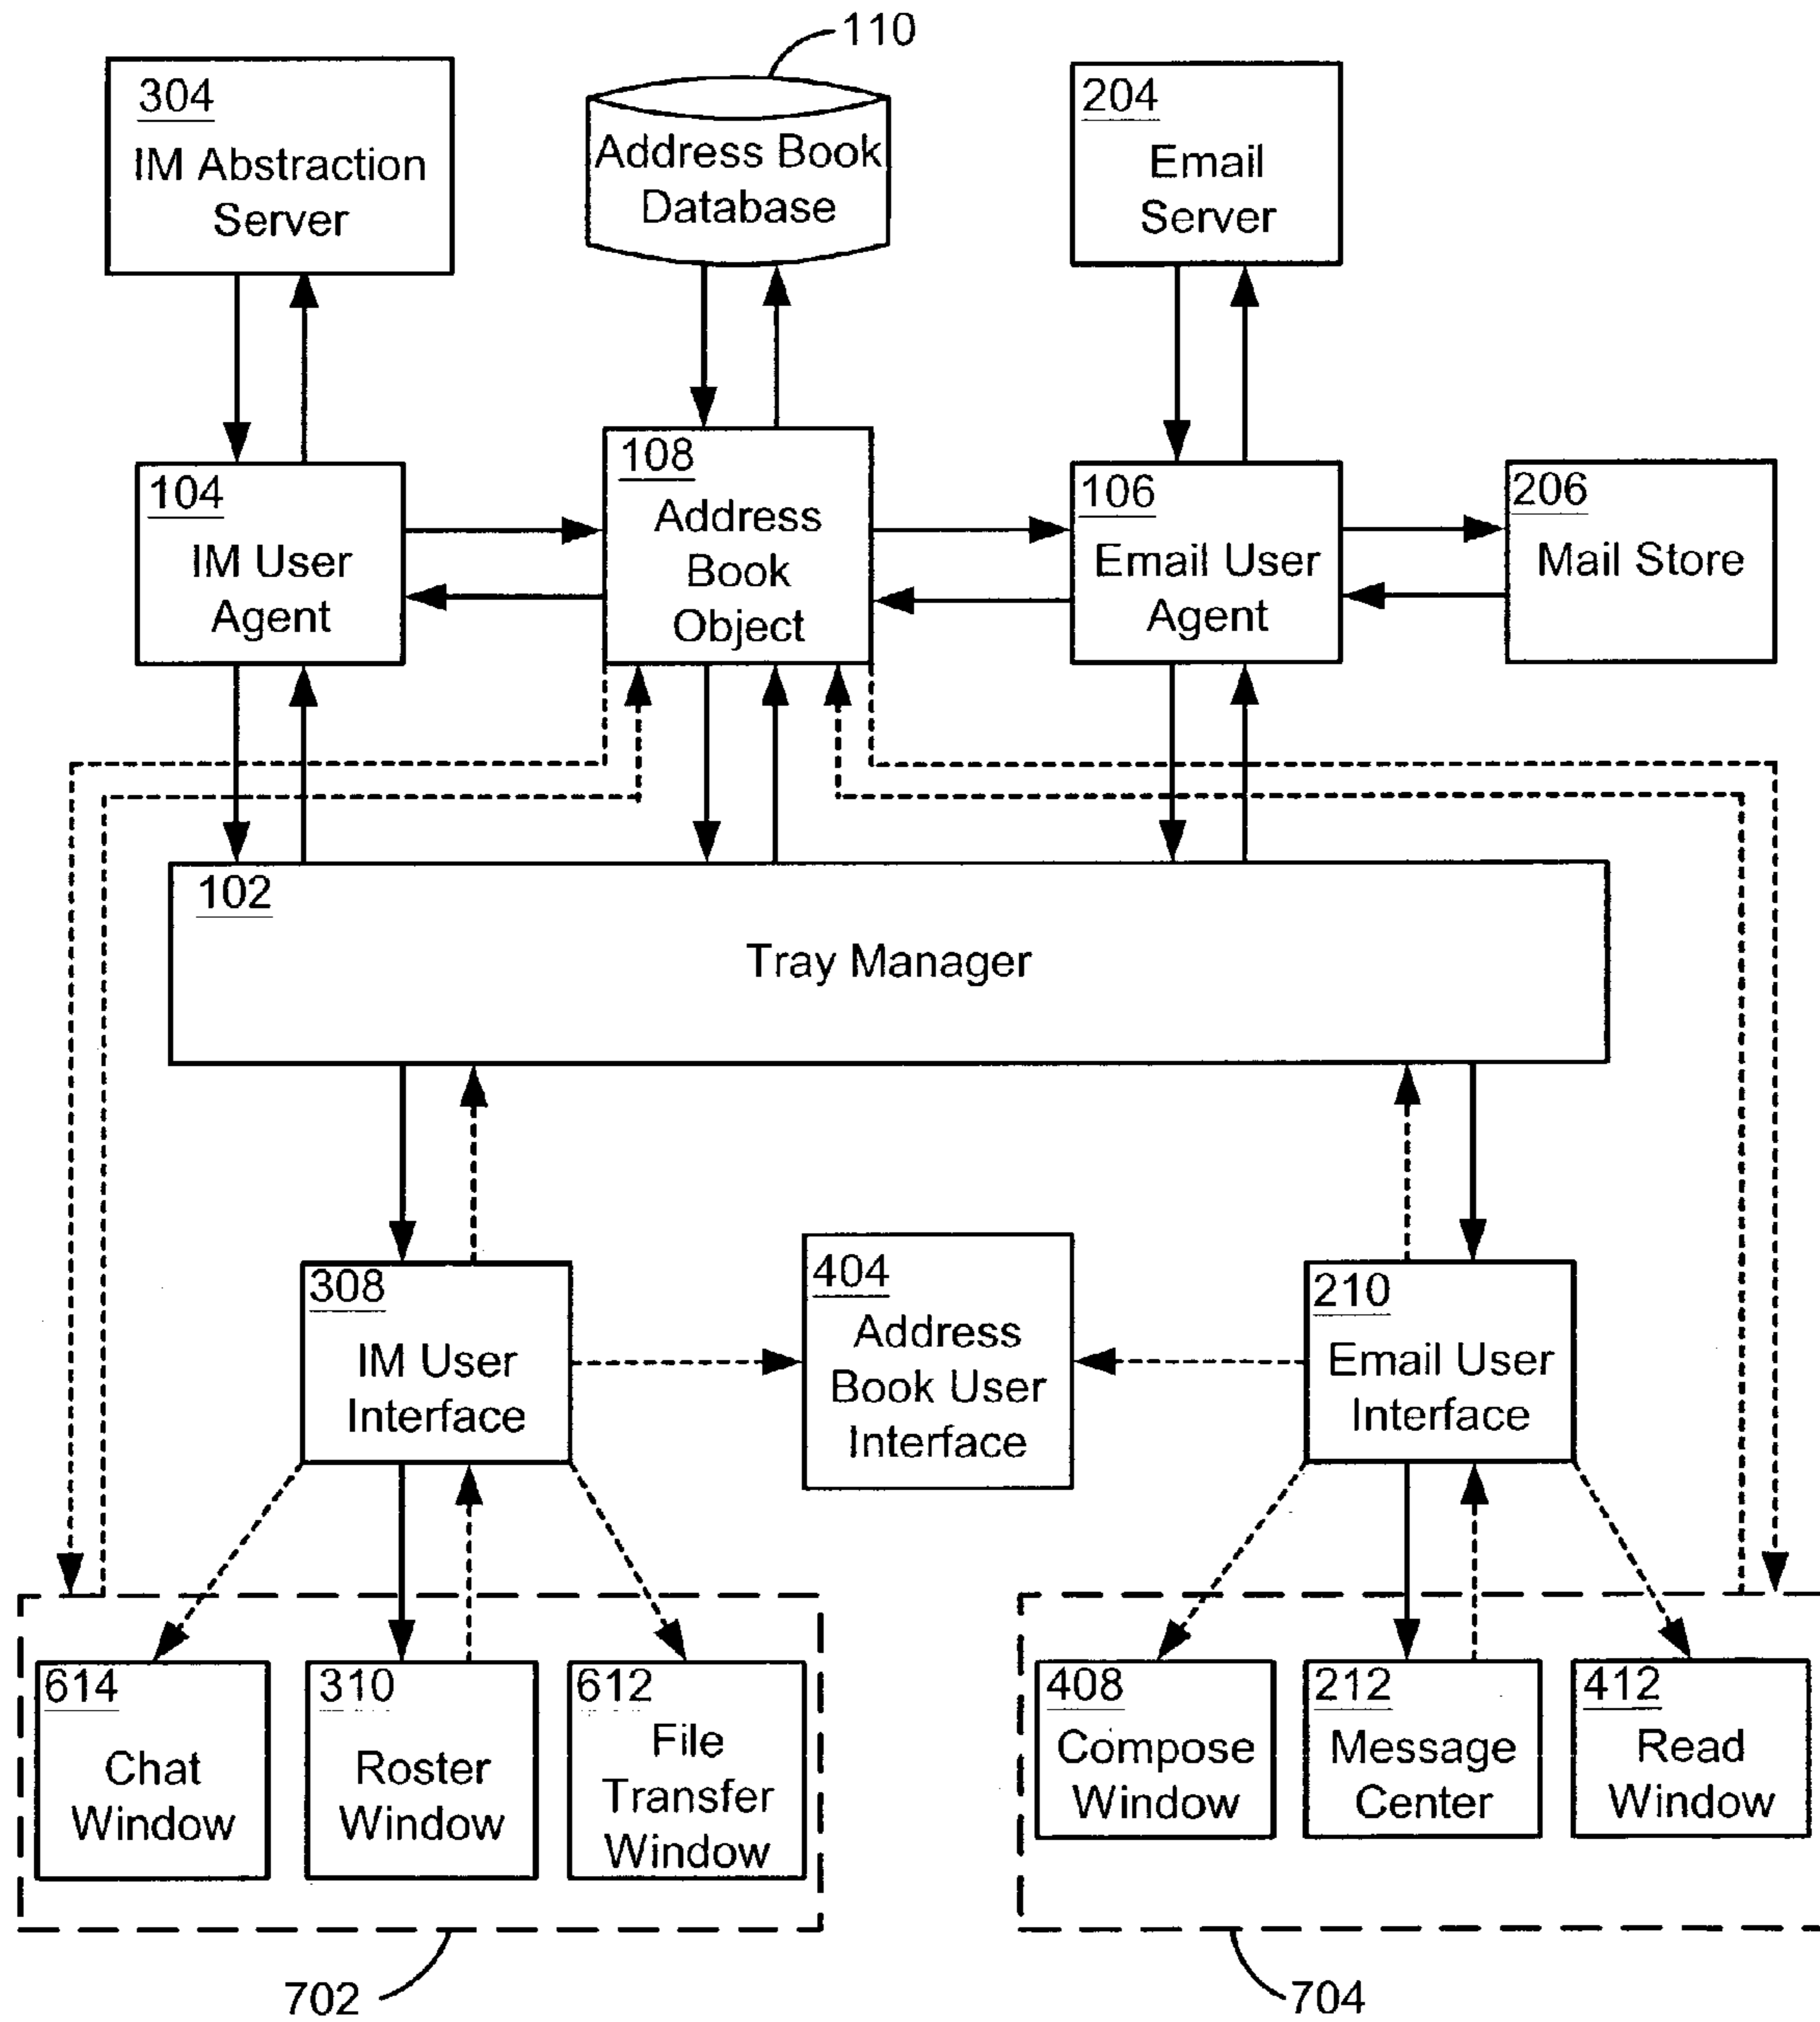 110
304
IM Abstraction
Server
Address Book
Database
204
Email
Server
104
IM User
Agent
108
Address
Book
Object
106
Email User
Agent
206
Mail Store
102
Tray Manager
308
IM User
Interface
404
Address
Book User
Interface
210
Email User
Interface
614
Chat
Window
310
Roster
Window
612
File
Transfer
Window
408
Compose
Window
212
Message
Center
412
Read
Window
702
704